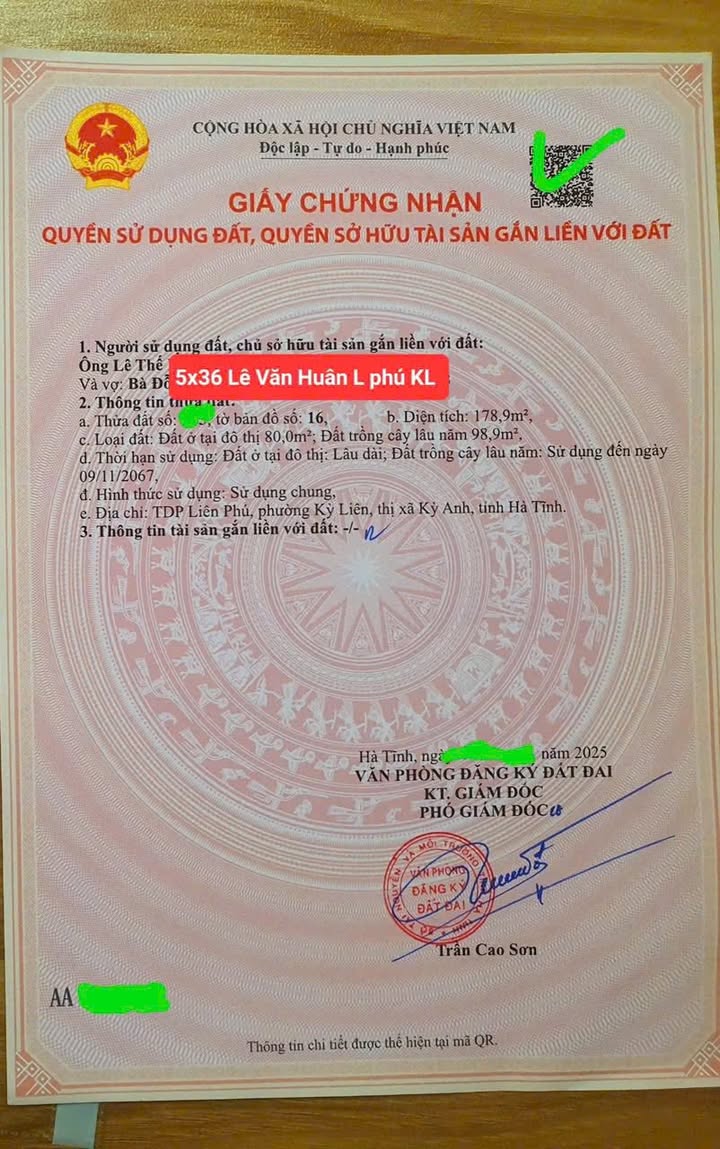 CỘNG HÒA XÃ HỘI CHỦ NGHĨA VIỆT NAM
Độc lập - Tự do - Hạnh phúc
GIẤY CHỨNG NHẬN
QUYỀN SỬ DỤNG ĐẤT, QUYỀN SỞ HỮU TÀI SẢN GẮN LIỀN VỚI ĐẤT
1. Người sử dụng đất, chủ sở hữu tài sản gắn liền với đất:
Ông Lê Thế
5x36 Lê Văn Huân L phú KL
Và vợ: Bà
2. Thông tin thửa đất:
a. Thửa đất số: , tờ bản đồ số: 16, b. Diện tích: 178,9m²,
c. Loại đất: Đất ở tại đô thị 80,0m²; Đất trồng cây lâu năm 98,9m²,
d. Thời hạn sử dụng: Đất ở tại đô thị: Lâu dài; Đất trồng cây lâu năm: Sử dụng đến ngày
09/11/2067,
đ. Hình thức sử dụng: Sử dụng chung,
e. Địa chỉ: TDP Liên Phú, phường Kỳ Liên, thị xã Kỳ Anh, tỉnh Hà Tĩnh.
3. Thông tin tài sản gắn liền với đất: -/-
Hà Tĩnh, năm 2025
VĂN PHÒNG ĐĂNG KÝ ĐẤT ĐAI
KT. GIÁM ĐỐC
PHÓ GIÁM ĐỐC
VĂN PHÒNG
ĐĂNG KÝ
ĐẤT ĐAI
Trần Cao Sơn
AA
Thông tin chi tiết được thể hiện tại mã QR.